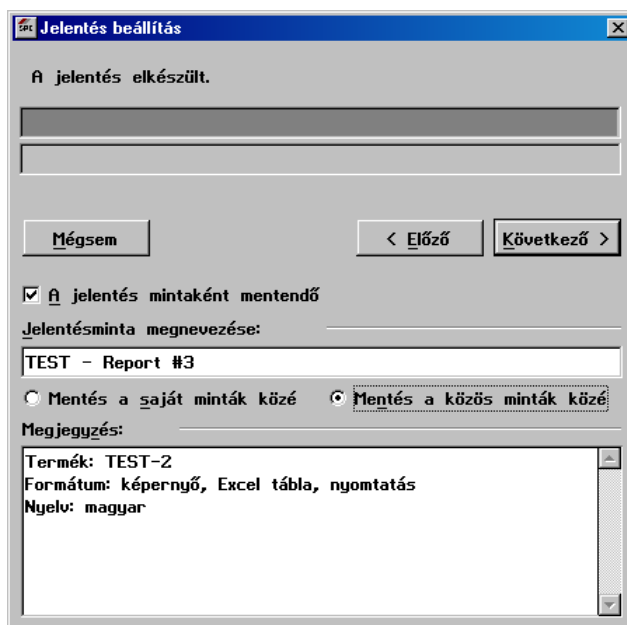 SPC Jelentés beállítás
A jelentés elkészült.
Mégsem < Előző Következő >
A jelentés mintaként mentendő
Jelentésminta megnevezése:
TEST - Report #3
Mentés a saját minták közé Mentés a közös minták közé
Megjegyzés:
Termék: TEST-2
Formátum: képernyő, Excel tábla, nyomtatás
Nyelv: magyar